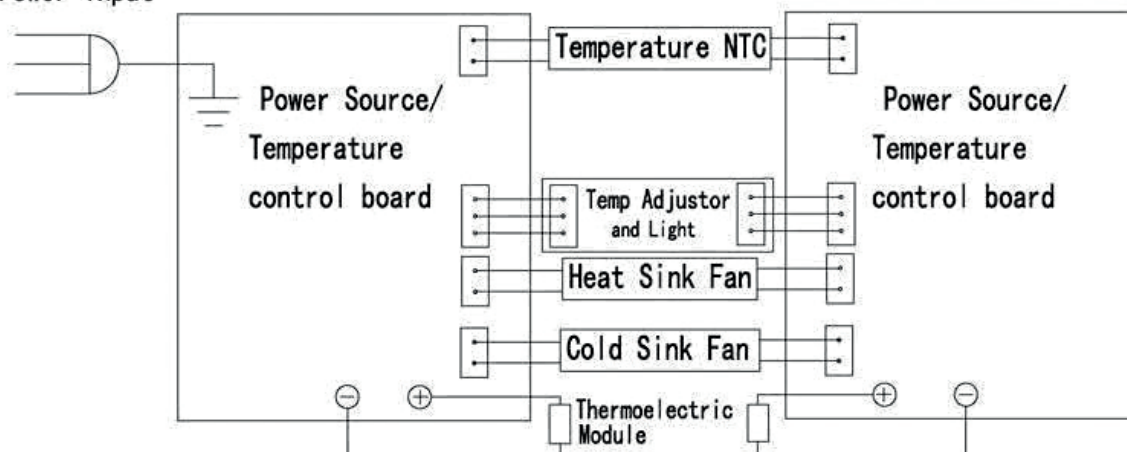 Temperature NTC
Power Source/
Temperature
control board
Power Source/
Temperature
control board
Temp Adjustor
and Light
Heat Sink Fan
Cold Sink Fan
Thermoelectric
Module